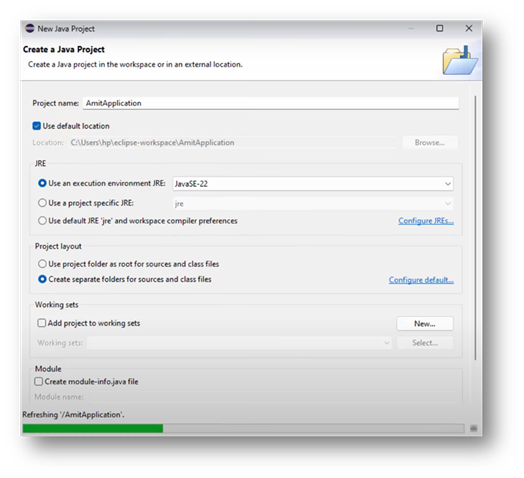 New Java Project
Create a Java Project
Create a Java project in the workspace or in an external location.
Project name: AmitApplication
Use default location
Location: C:\Users\hp\eclipse-workspace\AmitApplication Browse...
JRE
Use an execution environment JRE: JavaSE-22
Use a project specific JRE: jre
Use default JRE 'jre' and workspace compiler preferences Configure JREs...
Project layout
Use project folder as root for sources and class files
Create separate folders for sources and class files Configure default...
Working sets
Add project to working sets New...
Working sets: Select...
Module
Create module-info.java file
Module name:
Refreshing '/AmitApplication'.